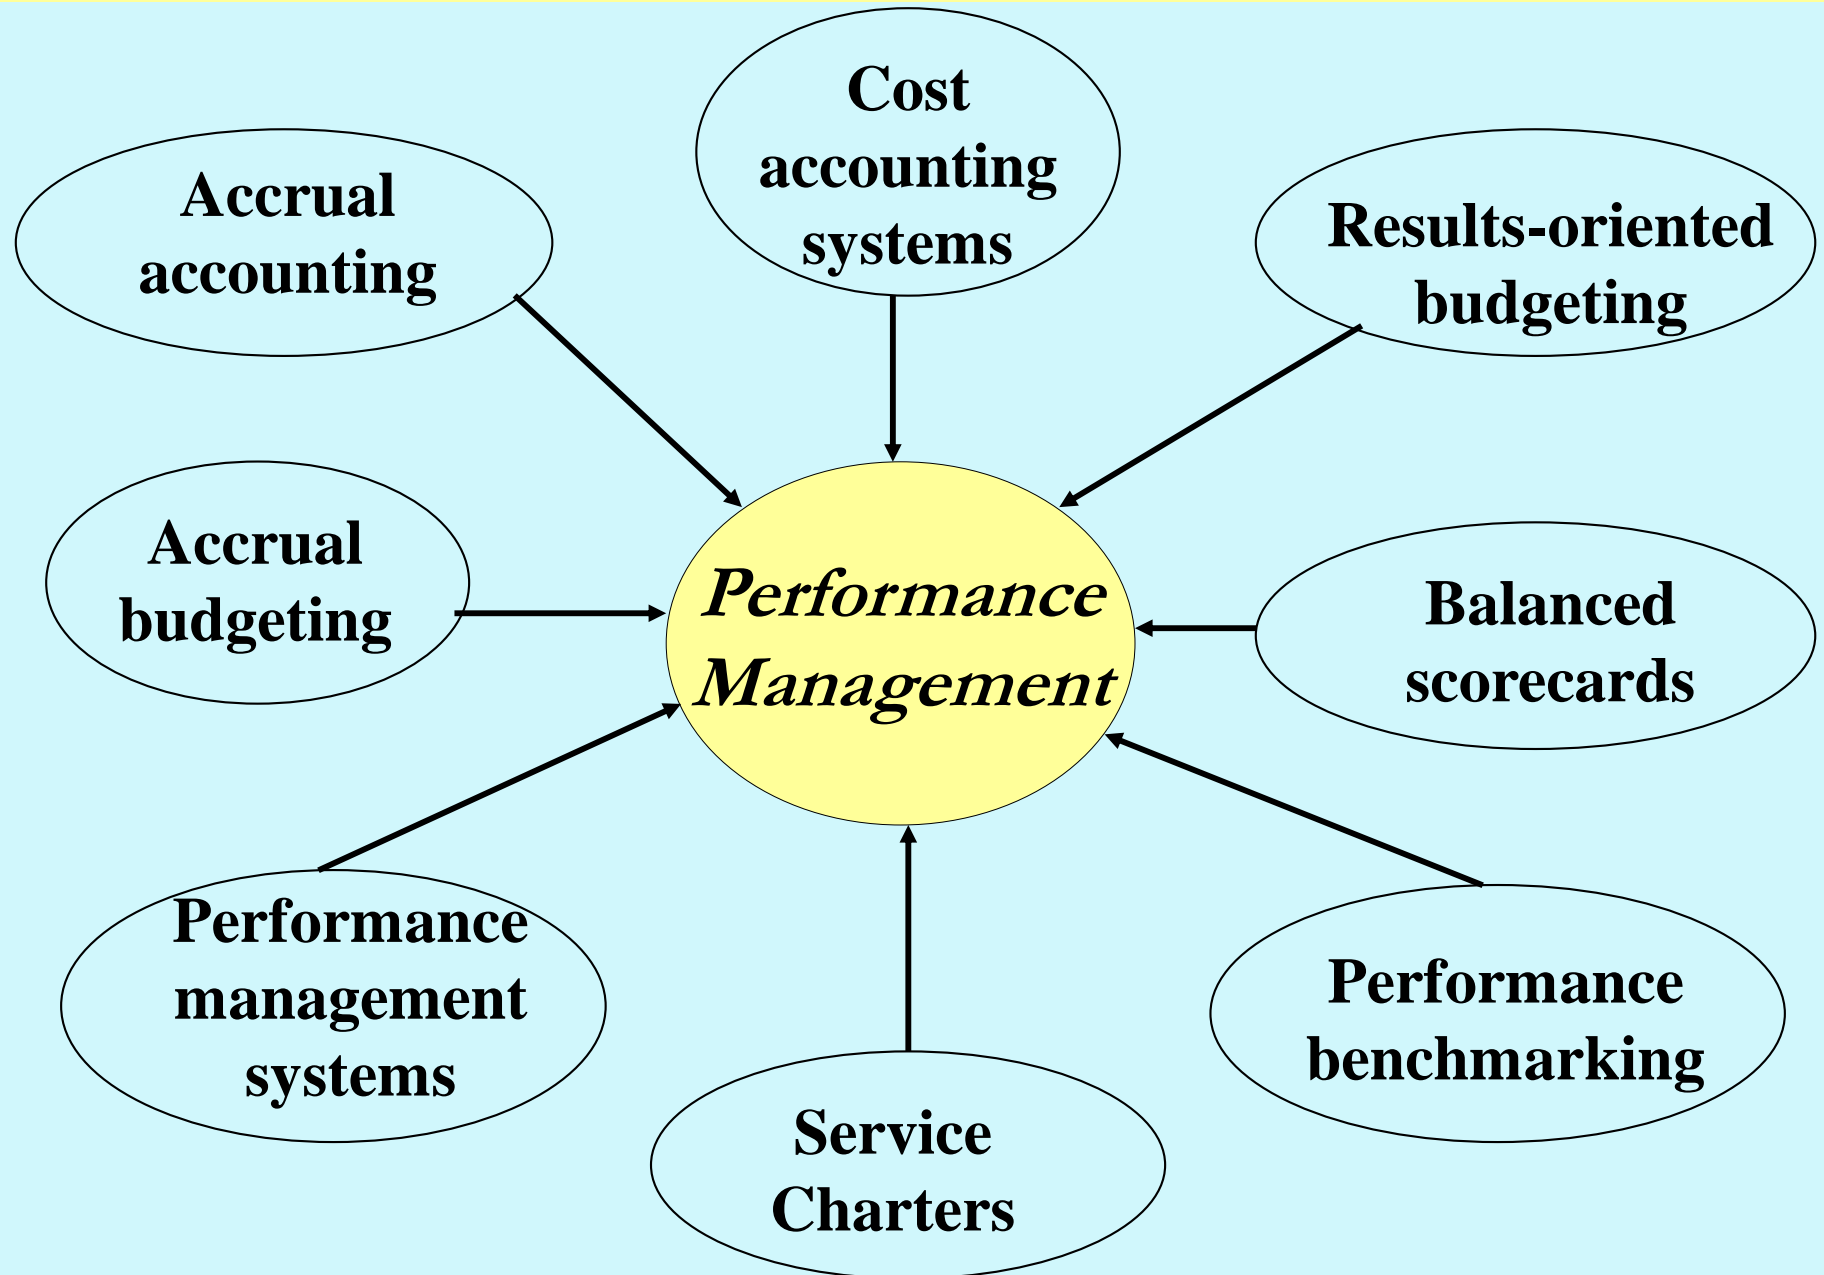 Cost
accounting
systems
Accrual
accounting
Results-oriented
budgeting
Accrual
budgeting
Performance
Management
Balanced
scorecards
Performance
management
systems
Performance
benchmarking
Service
Charters